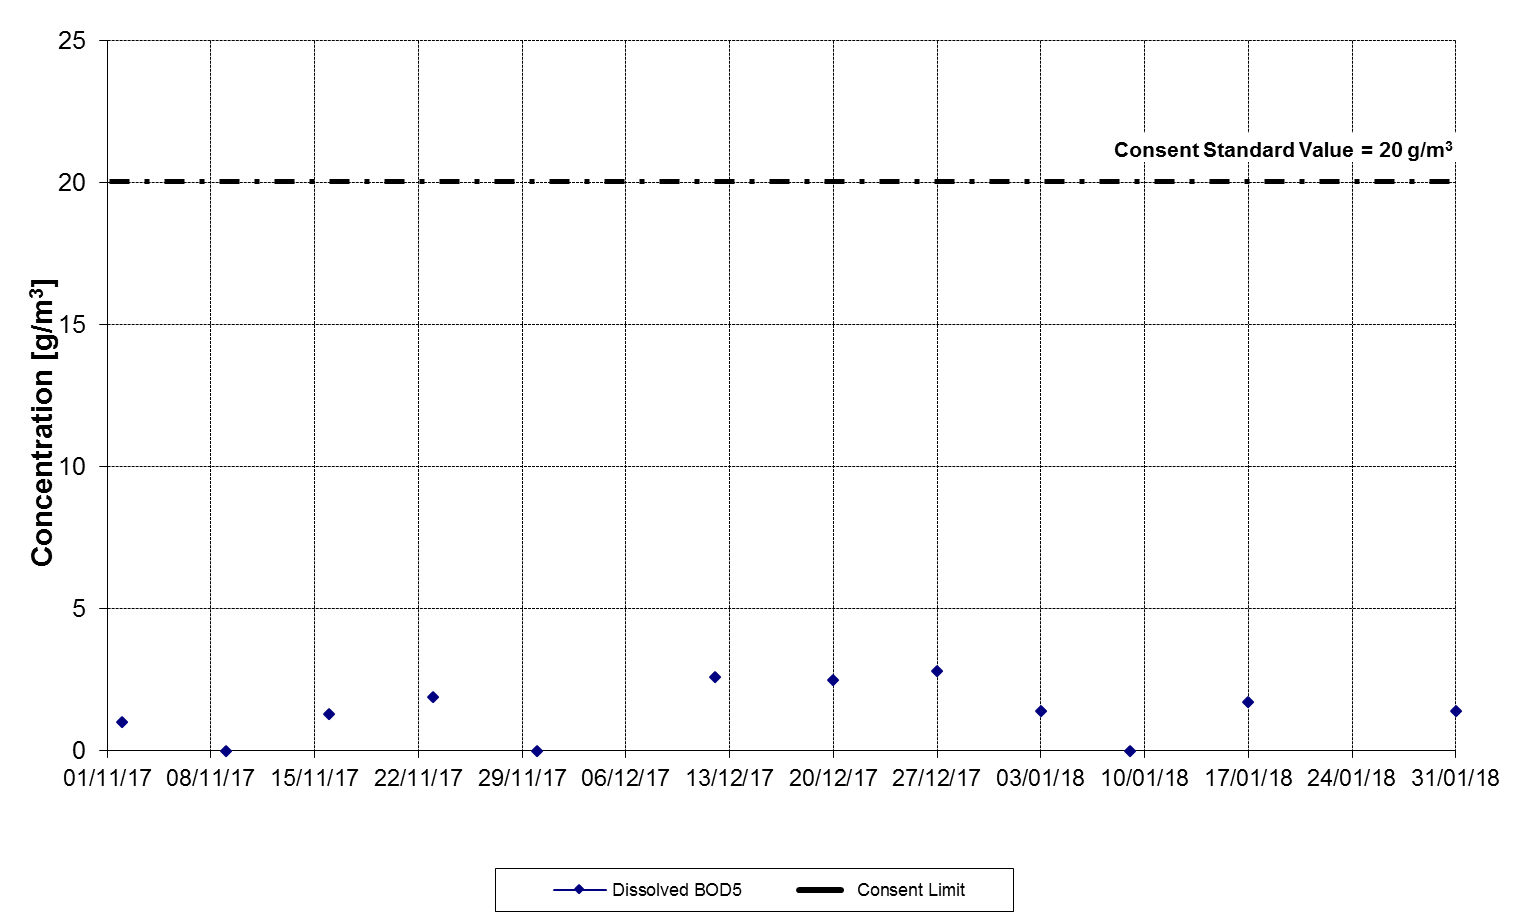 25
Consent Standard Value = 20 g/m³
20
15
10
5
0
Concentration [g/m³]
01/11/17 08/11/17 15/11/17 22/11/17 29/11/17 06/12/17 13/12/17 20/12/17 27/12/17 03/01/18 10/01/18 17/01/18 24/01/18 31/01/18
Dissolved BOD5 Consent Limit